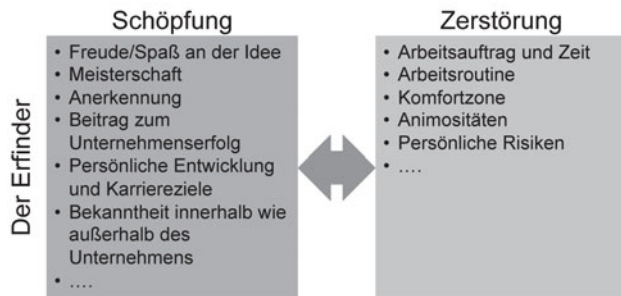 Schöpfung
Zerstörung
Der Erfinder
• Freude/Spaß an der Idee
• Meisterschaft
• Anerkennung
• Beitrag zum
Unternehmenserfolg
• Persönliche Entwicklung
und Karriereziele
• Bekanntheit innerhalb wie
außerhalb des
Unternehmens
• ....
• Arbeitsauftrag und Zeit
• Arbeitsroutine
• Komfortzone
• Animositäten
• Persönliche Risiken
• ....